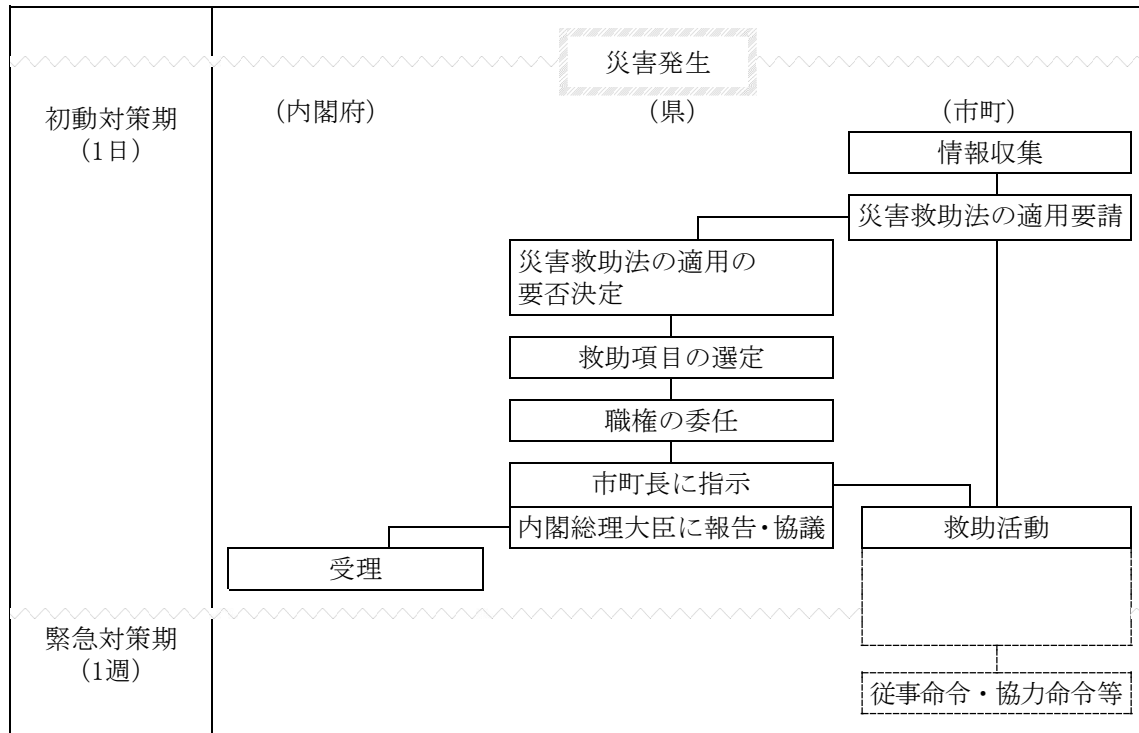 災害発生
初動対策期
(1日)
(内閣府)
(県)
(市町)
情報収集
災害救助法の適用要請
災害救助法の適用の
要否決定
救助項目の選定
職権の委任
市町長に指示
内閣総理大臣に報告・協議
救助活動
受理
緊急対策期
(1週)
従事命令・協力命令等